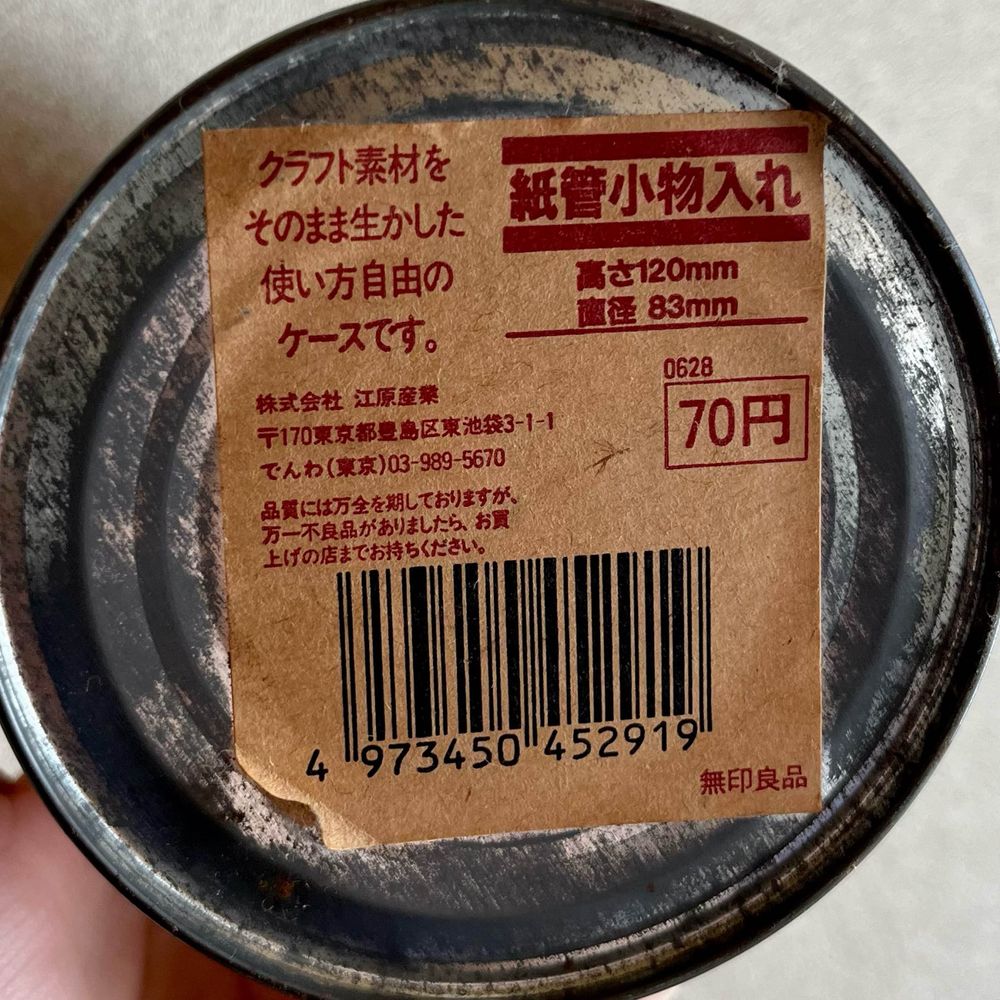 クラフト素材を
そのまま生かした
使い方自由の
ケースです。
紙管小物入れ
高さ120mm
直径 83mm
株式会社 江原産業
〒170東京都豊島区東池袋3-1-1
でんわ(東京)03-989-5670
0628
70円
品質には万全を期しておりますが、
万一不良品がありましたら、お買
上げの店までお持ちください。
4 973450 452919
無印良品